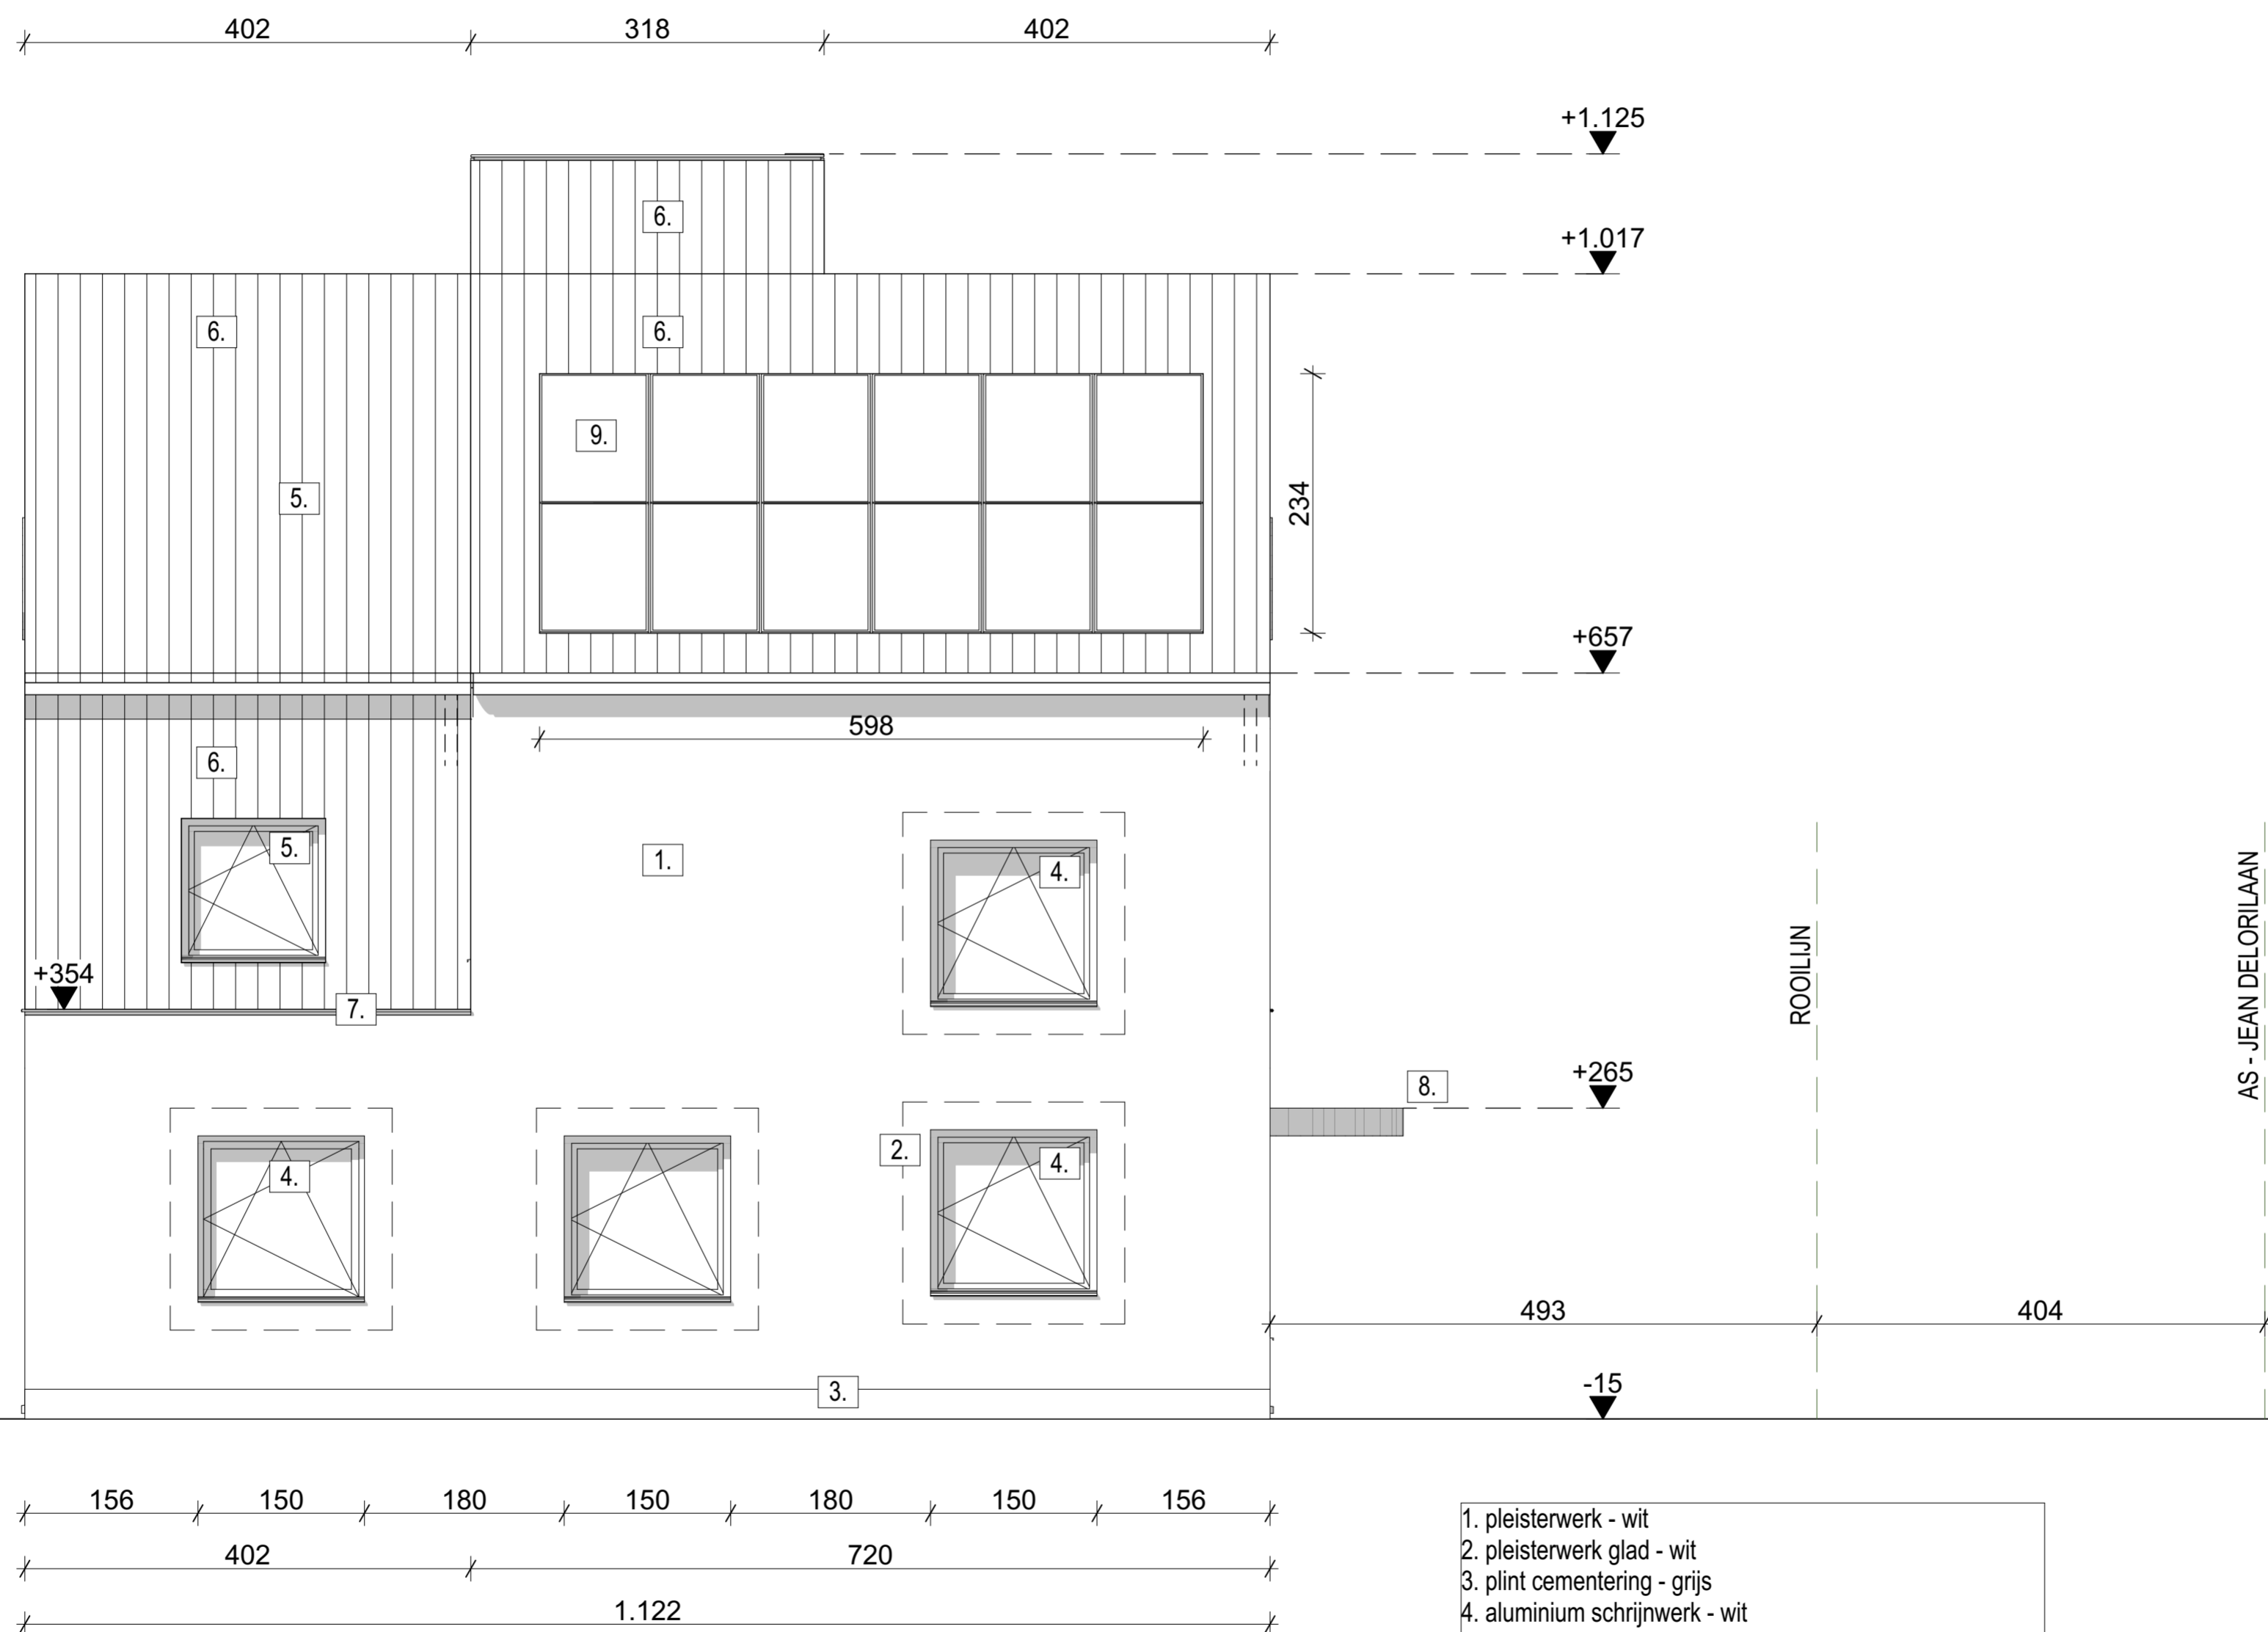 402 318 402
+1.125
+1.017
6.
6. 6.
9.
5.
234
+657
598
6.
5. 1. 4.
+354
7.
ROOILIJN
AS - JEAN DELORILAAN
+265
8.
2. 4.
4.
493 404
-15
3.
156 150 180 150 180 150 156
402 720
1.122
1. pleisterwerk - wit
2. pleisterwerk glad - wit
3. plint cementering - grijs
4. aluminium schrijnwerk - wit